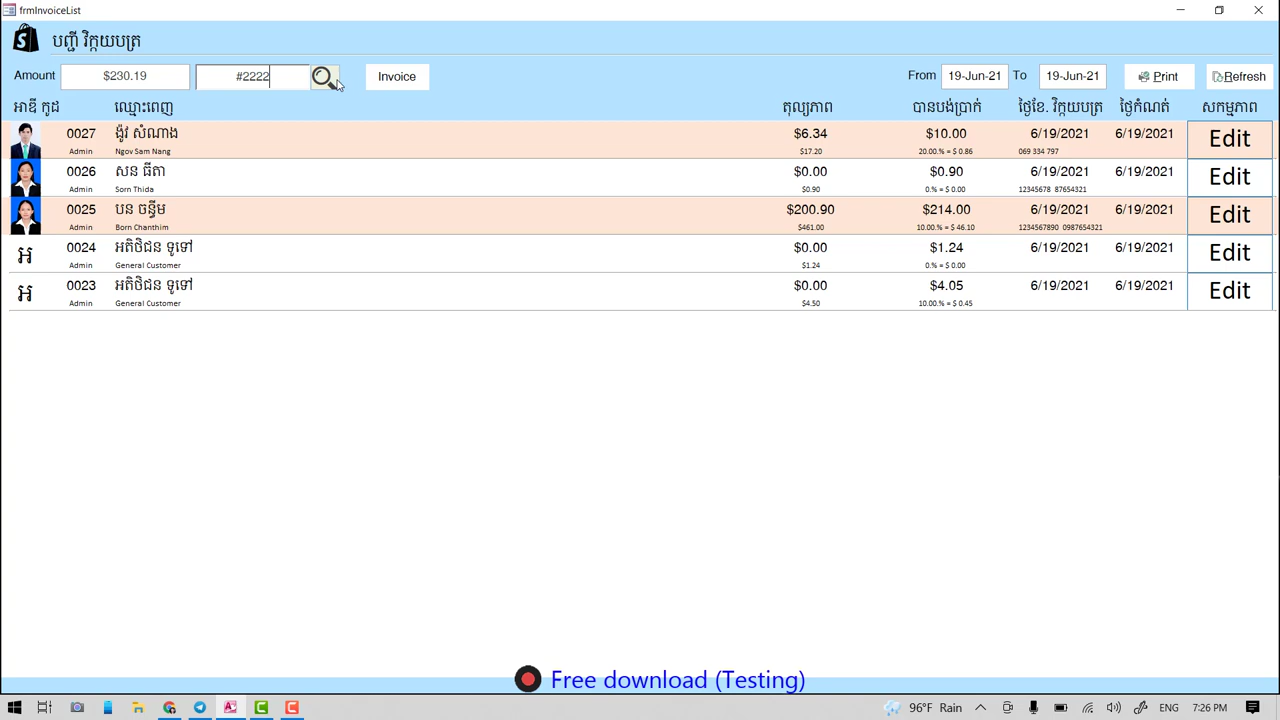 frmInvoiceList
បញ្ជី វិក្កយបត្រ
Amount $230.19 #2222 Invoice From 19-Jun-21 To 19-Jun-21 Print Refresh
អាឌី កូដ ឈ្មោះពេញ តុល្យភាព បានបង់ប្រាក់ ថ្ងៃខែ. វិក្កយបត្រ ថ្ងៃកំណត់ សកម្មភាព
0027 ង៉ូវ សំណាង $6.34 $10.00 6/19/2021 6/19/2021 Edit
Admin Ngov Sam Nang $17.20 20.00.% = $ 0.86 069 334 797
0026 សន ធីតា $0.00 $0.90 6/19/2021 6/19/2021 Edit
Admin Sorn Thida $0.90 0.% = $ 0.00 12345678 87654321
0025 បន ចន្ធីម $200.90 $214.00 6/19/2021 6/19/2021 Edit
Admin Born Chanthim $461.00 10.00.% = $ 46.10 1234567890 0987654321
អ 0024 អតិថិជន ទូទៅ $0.00 $1.24 6/19/2021 6/19/2021 Edit
Admin General Customer $1.24 0.% = $ 0.00
អ 0023 អតិថិជន ទូទៅ $0.00 $4.05 6/19/2021 6/19/2021 Edit
Admin General Customer $4.50 10.00.% = $ 0.45
Free download (Testing)
96°F Rain ENG 7:26 PM